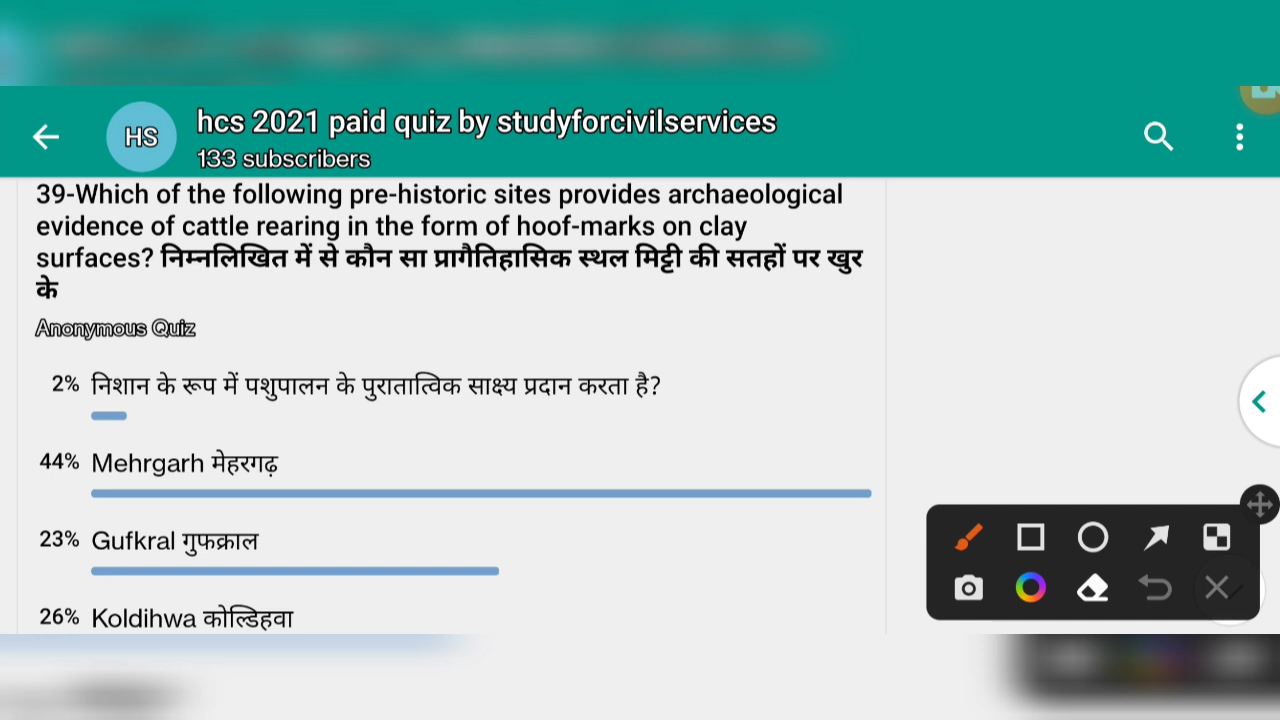 HS
hcs 2021 paid quiz by studyforcivilservices
133 subscribers
39-Which of the following pre-historic sites provides archaeological
evidence of cattle rearing in the form of hoof-marks on clay
surfaces? निम्नलिखित में से कौन सा प्रागैतिहासिक स्थल मिट्टी की सतहों पर खुर
के
Anonymous Quiz
2% निशान के रूप में पशुपालन के पुरातात्विक साक्ष्य प्रदान करता है?
44% Mehrgarh मेहरगढ़
23% Gufkral गुफक्राल
26% Koldihwa कोल्डिहवा